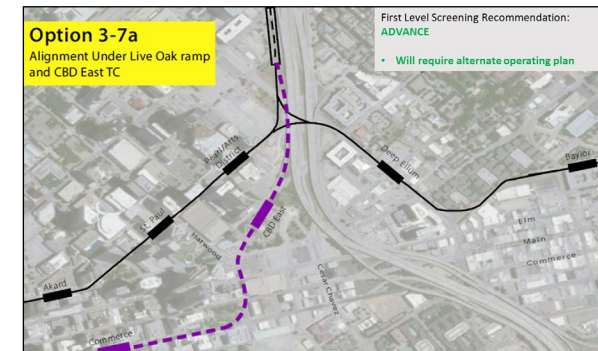 Option 3-7a
Alignment Under Live Oak ramp
and CBD East TC
First Level Screening Recommendation:
ADVANCE
• Will require alternate operating plan
Pearl/Arts
District
Deep Ellum
Baylor
St. Paul
CBD East
Harwood
Elm
Main
Commerce
Cesar Chavez
Akard
Commerce